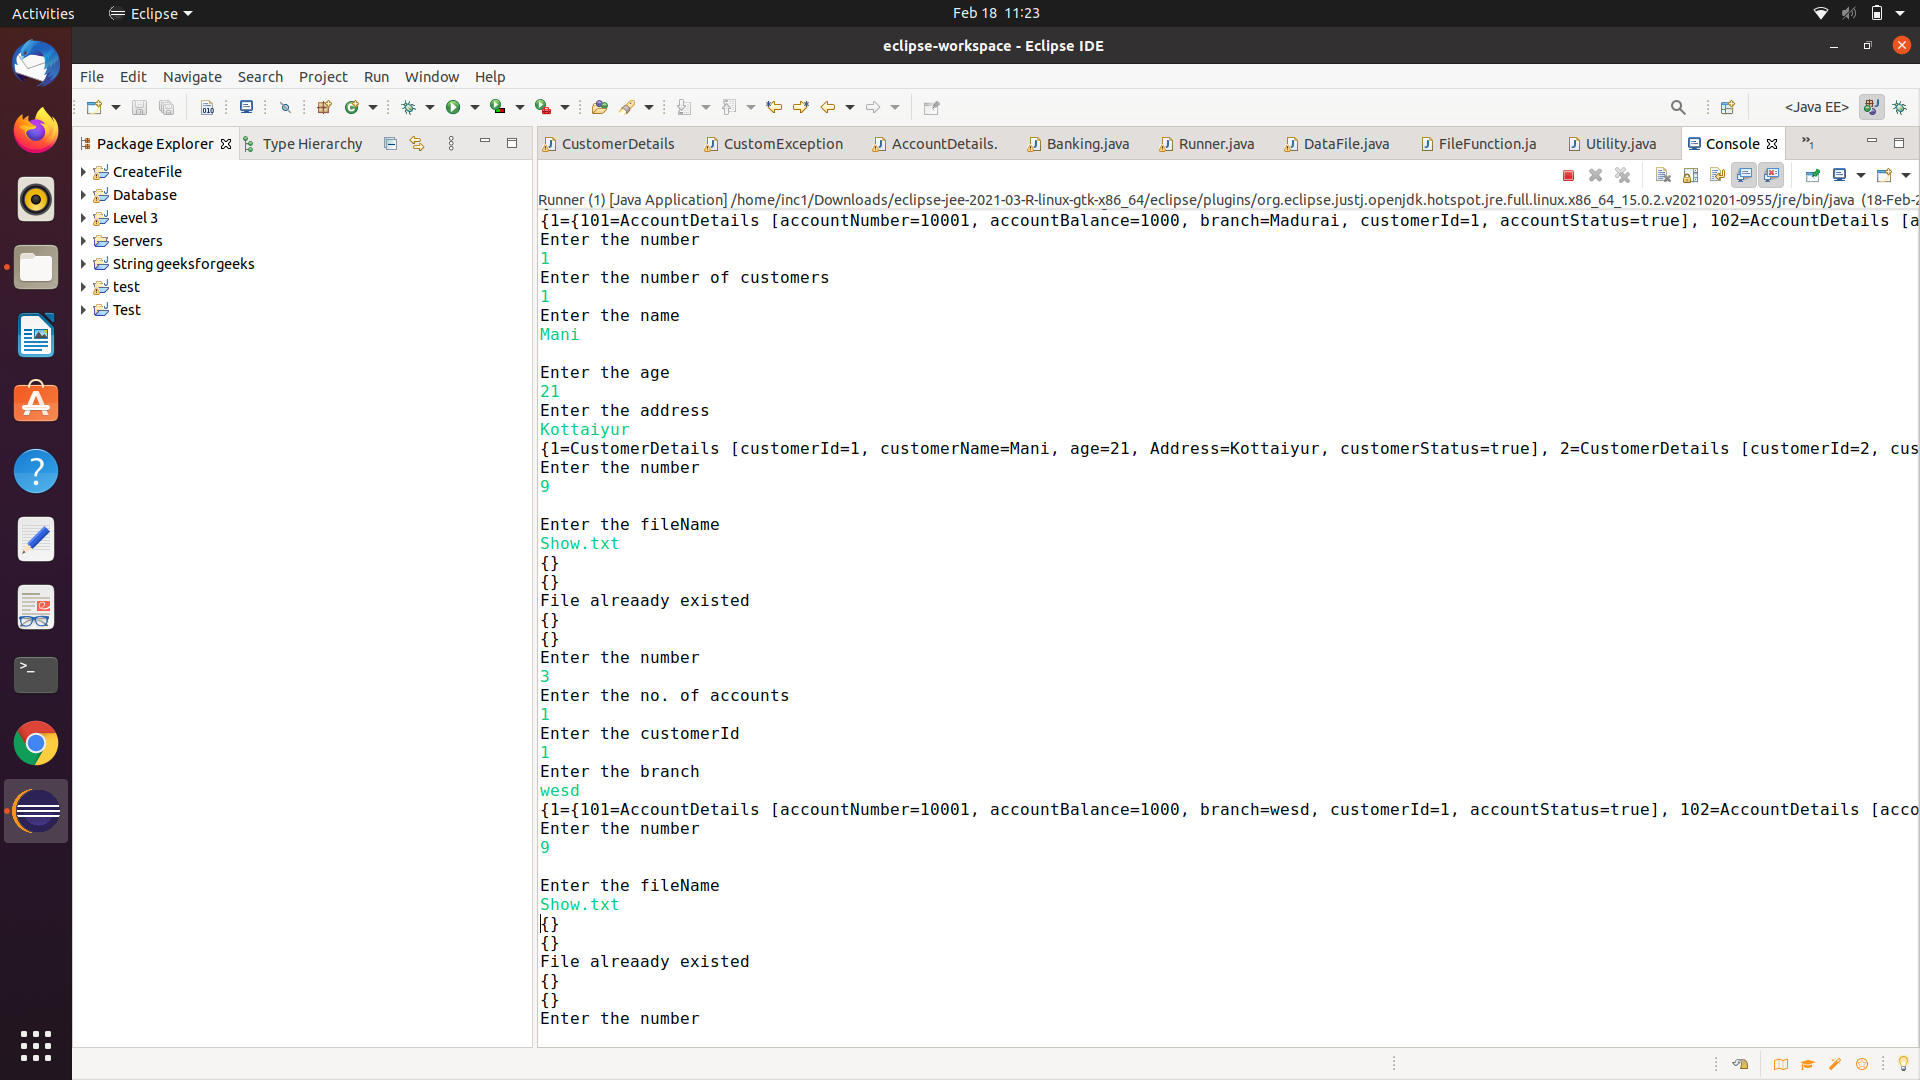 Activities
Eclipse
Feb 18 11:23
eclipse-workspace - Eclipse IDE
File Edit Navigate Search Project Run Window Help
<Java EE>
Package Explorer
Type Hierarchy
CustomerDetails
CustomException
AccountDetails.
Banking.java
Runner.java
DataFile.java
FileFunction.ja
Utility.java
Console
CreateFile
Database
Level 3
Servers
String geeksforgeeks
test
Test
Runner (1) [Java Application] /home/inc1/Downloads/eclipse-jee-2021-03-R-linux-gtk-x86_64/eclipse/plugins/org.eclipse.justj.openjdk.hotspot.jre.full.linux.x86_64_15.0.2.v20210201-0955/jre/bin/java (18-Feb-2
{1={101=AccountDetails [accountNumber=10001, accountBalance=1000, branch=Madurai, customerId=1, accountStatus=true], 102=AccountDetails [a
Enter the number
1
Enter the number of customers
1
Enter the name
Mani
Enter the age
21
Enter the address
Kottaiyur
{1=CustomerDetails [customerId=1, customerName=Mani, age=21, Address=Kottaiyur, customerStatus=true], 2=CustomerDetails [customerId=2, cus
Enter the number
9
Enter the fileName
Show.txt
{}
{}
File alreaady existed
{}
{}
Enter the number
3
Enter the no. of accounts
1
Enter the customerId
1
Enter the branch
wesd
{1={101=AccountDetails [accountNumber=10001, accountBalance=1000, branch=wesd, customerId=1, accountStatus=true], 102=AccountDetails [acco
Enter the number
9
Enter the fileName
Show.txt
{}
{}
File alreaady existed
{}
{}
Enter the number